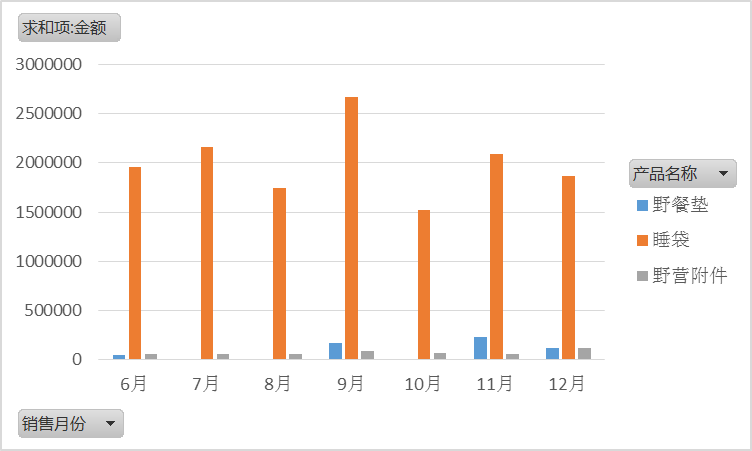 求和项:金额
3000000
2500000
2000000
1500000
1000000
500000
0
6月 7月 8月 9月 10月 11月 12月
产品名称
野餐垫
睡袋
野营附件
销售月份